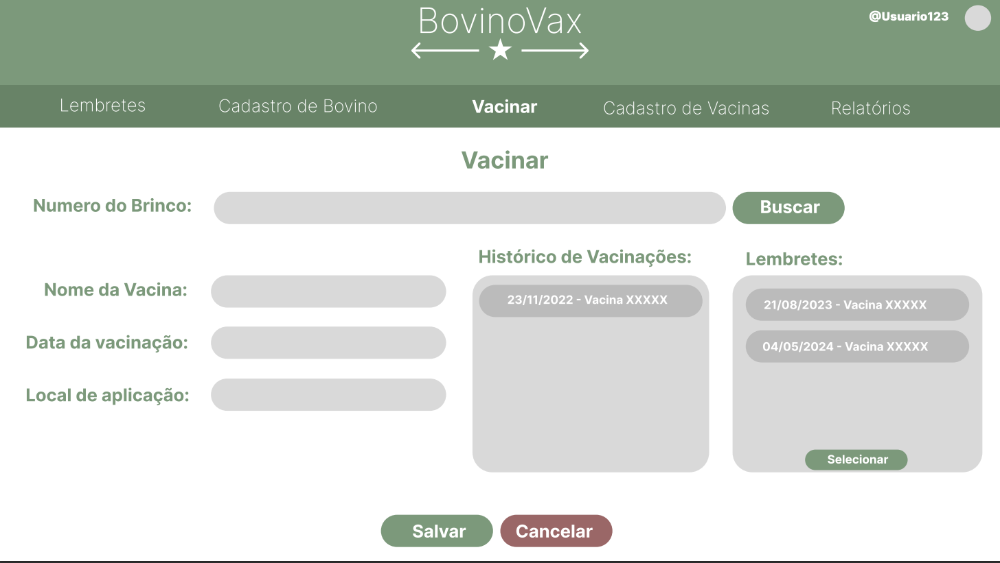 BovinoVax
@Usuario123
Lembretes
Cadastro de Bovino
Vacinar
Cadastro de Vacinas
Relatórios
Vacinar
Numero do Brinco:
Buscar
Nome da Vacina:
Data da vacinação:
Local de aplicação:
Histórico de Vacinações:
23/11/2022 - Vacina XXXXX
Lembretes:
21/08/2023 - Vacina XXXXX
04/05/2024 - Vacina XXXXX
Selecionar
Salvar
Cancelar